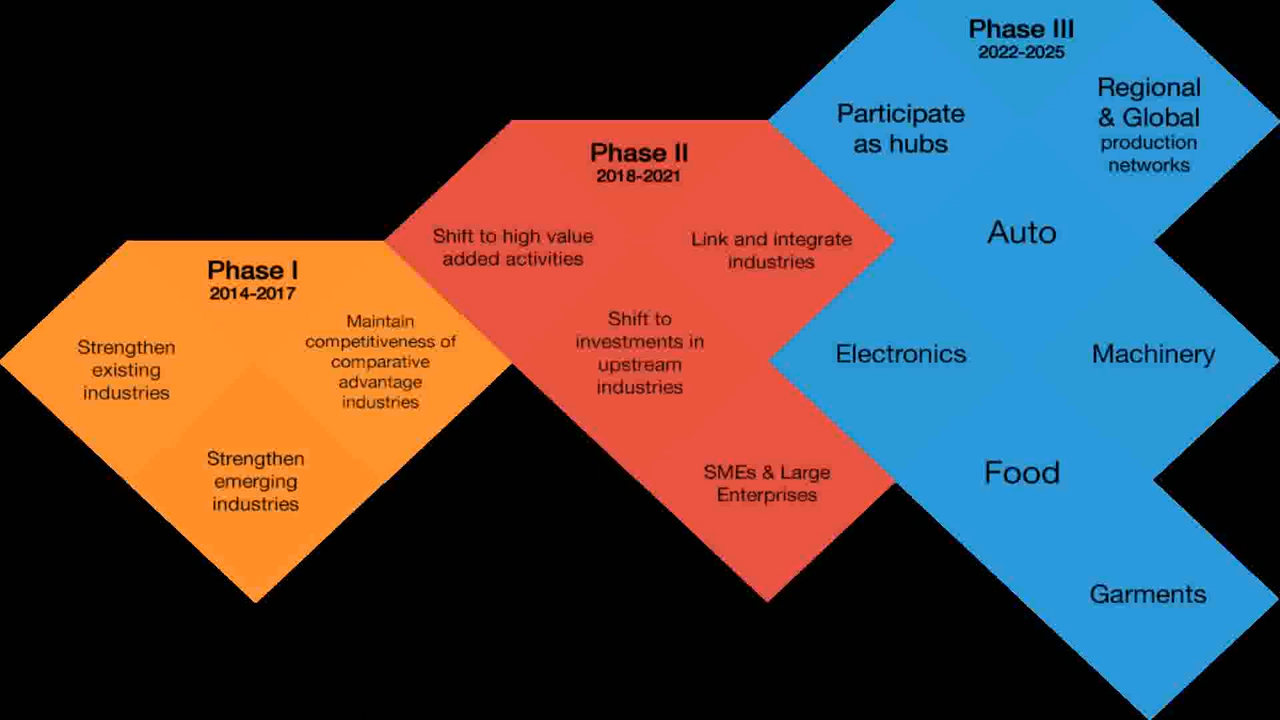 Phase I
2014-2017
Strengthen
existing
industries
Maintain
competitiveness of
comparative
advantage
industries
Strengthen
emerging
industries
Phase II
2018-2021
Shift to high value
added activities
Link and integrate
industries
Shift to
investments in
upstream
industries
SMEs & Large
Enterprises
Phase III
2022-2025
Participate
as hubs
Regional
& Global
production
networks
Auto
Electronics
Machinery
Food
Garments